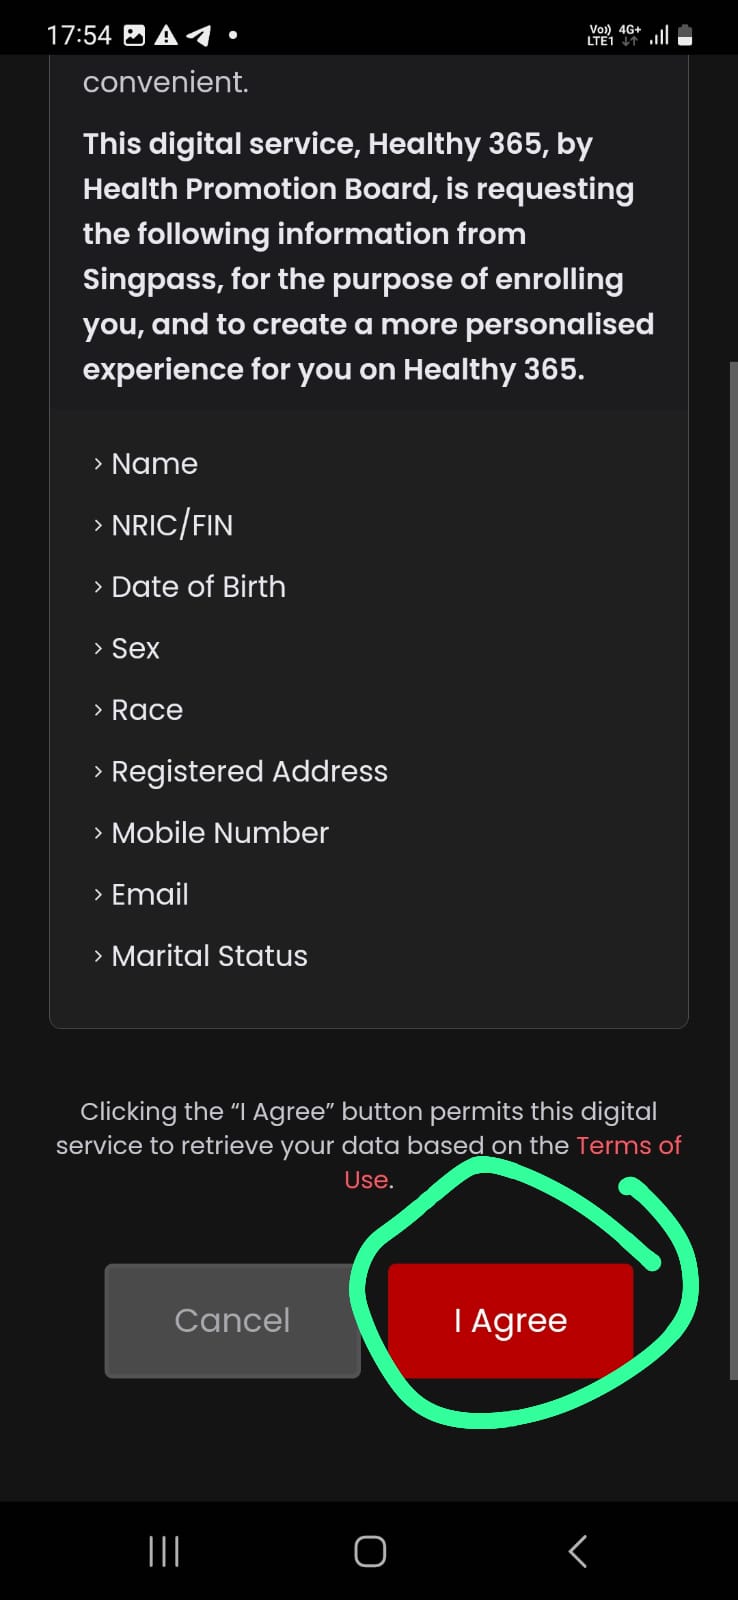 17:54
Vo)) 4G+
LTE1
convenient.
This digital service, Healthy 365, by
Health Promotion Board, is requesting
the following information from
Singpass, for the purpose of enrolling
you, and to create a more personalised
experience for you on Healthy 365.
› Name
› NRIC/FIN
› Date of Birth
› Sex
› Race
› Registered Address
› Mobile Number
› Email
› Marital Status
Clicking the “I Agree” button permits this digital
service to retrieve your data based on the Terms of
Use.
Cancel
I Agree